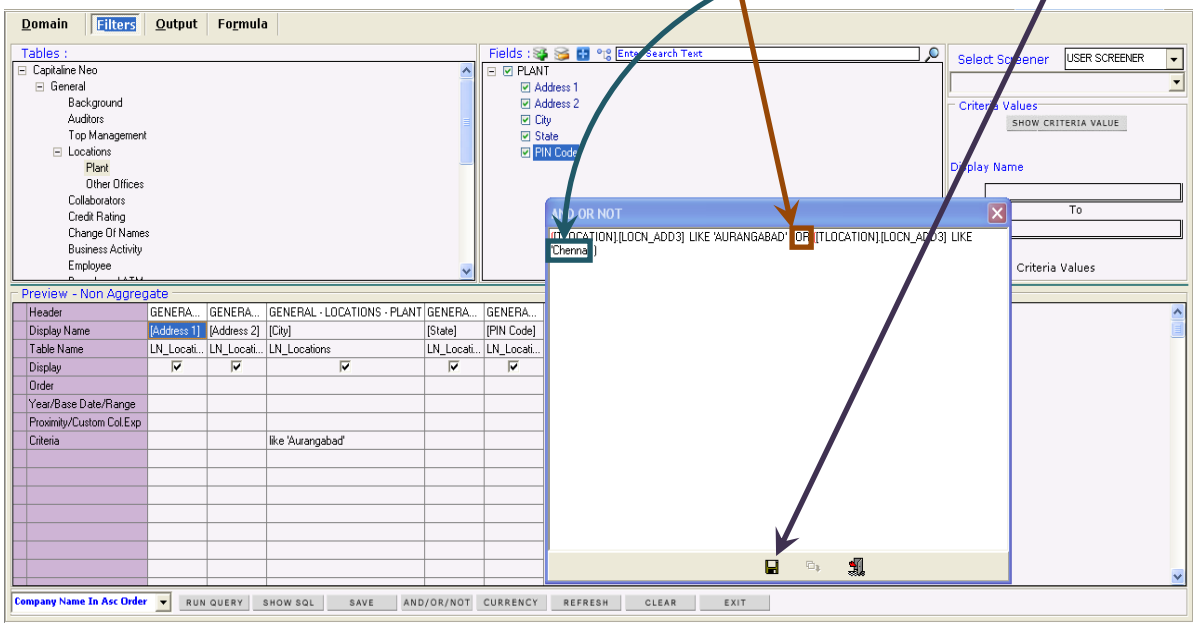 Domain Filters Output Formula
Tables :
Capitaline Neo
General
Background
Auditors
Top Management
Locations
Plant
Other Offices
Collaborators
Credit Rating
Change Of Names
Business Activity
Employee
Fields : Enter Search Text
PLANT
Address 1
Address 2
City
State
PIN Code
Select Screener USER SCREENER
Criteria Values
SHOW CRITERIA VALUE
Display Name
To
Criteria Values
AND OR NOT
([TLOCATION].[LOCN_ADD3] LIKE 'AURANGABAD' OR [TLOCATION].[LOCN_ADD3] LIKE
'Chennai')
Preview - Non Aggregate
Header GENERA... GENERA... GENERAL - LOCATIONS - PLANT GENERA... GENERA...
Display Name [Address 1] [Address 2] [City] [State] [PIN Code]
Table Name LN_Locati... LN_Locati... LN_Locations LN_Locati... LN_Locati...
Display
Order
Year/Base Date/Range
Proximity/Custom Col.Exp
Criteria like 'Aurangabad'
Company Name In Asc Order RUN QUERY SHOW SQL SAVE AND/OR/NOT CURRENCY REFRESH CLEAR EXIT